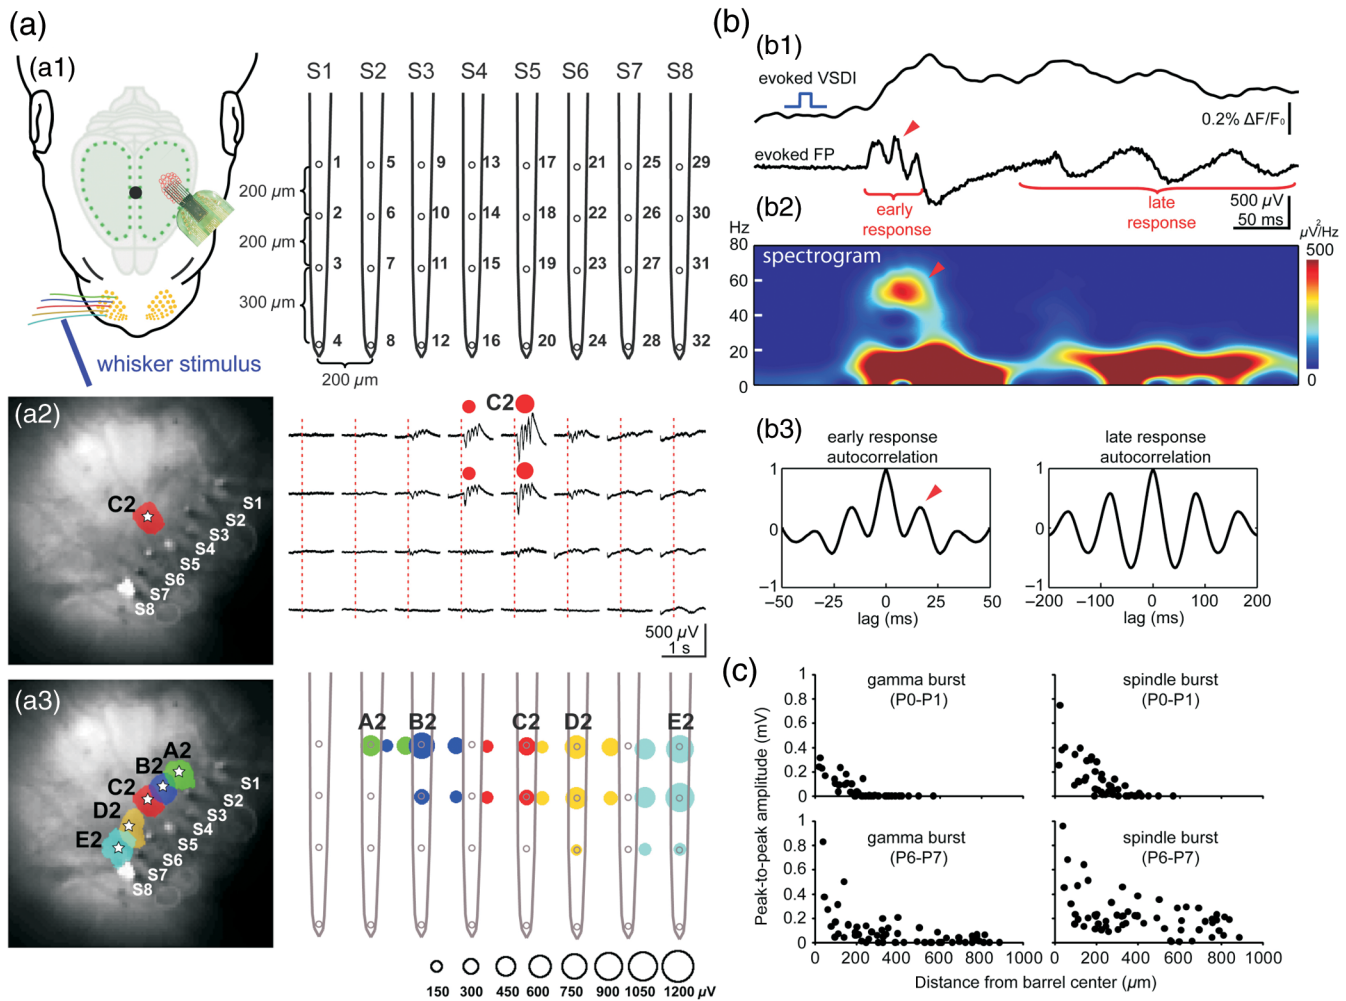 (a)
(a1)
S1 S2 S3 S4 S5 S6 S7 S8
1 5 9 13 17 21 25 29
200 µm
2 6 10 14 18 22 26 30
200 µm
3 7 11 15 19 23 27 31
300 µm
4 8 12 16 20 24 28 32
200 µm
whisker stimulus
(a2)
C2
S1
S2
S3
S4
S5
S6
S7
S8
C2
500 µV
1 s
(a3)
A2
B2
C2
D2
E2
S1
S2
S3
S4
S5
S6
S7
S8
A2 B2 C2 D2 E2
150 300 450 600 750 900 1050 1200 µV
(b)
(b1)
evoked VSDI
0.2% ΔF/F₀
evoked FP
early
response
late
response
500 µV
50 ms
(b2)
Hz
80
60
40
20
0
spectrogram
µV²/Hz
500
0
(b3)
early response
autocorrelation
1
0
−1
−50 −25 0 25 50
lag (ms)
late response
autocorrelation
1
0
−1
−200 −100 0 100 200
lag (ms)
(c)
Peak-to-peak amplitude (mV)
gamma burst
(P0-P1)
1
0.8
0.6
0.4
0.2
0
spindle burst
(P0-P1)
gamma burst
(P6-P7)
1
0.8
0.6
0.4
0.2
0
0 200 400 600 800 1000
spindle burst
(P6-P7)
0 200 400 600 800 1000
Distance from barrel center (µm)